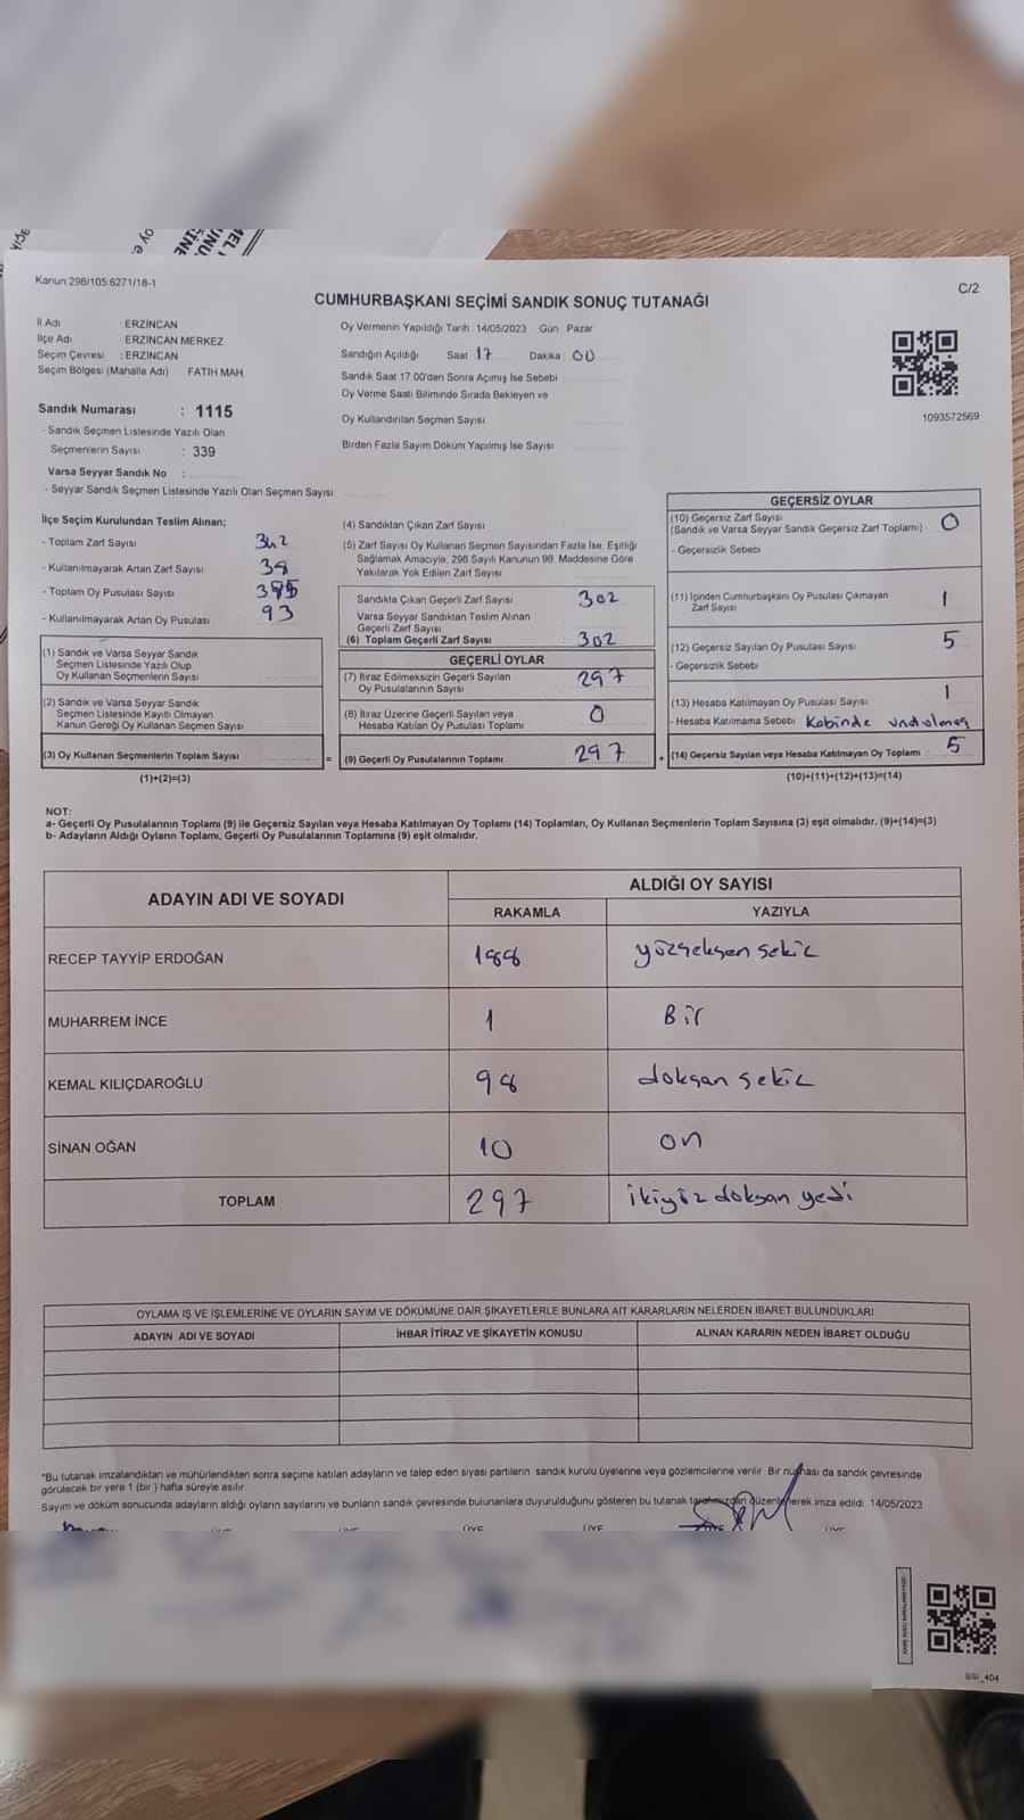 Kanun 298/105:6271/18-1
C/2
CUMHURBAŞKANI SEÇİMİ SANDIK SONUÇ TUTANAĞI
İl Adı : ERZİNCAN
İlçe Adı : ERZİNCAN MERKEZ
Seçim Çevresi : ERZİNCAN
Seçim Bölgesi (Mahalle Adı) FATİH MAH.
Sandık Numarası : 1115
- Sandık Seçmen Listesinde Yazılı Olan
Seçmenlerin Sayısı : 339
Varsa Seyyar Sandık No :
- Seyyar Sandık Seçmen Listesinde Yazılı Olan Seçmen Sayısı
Oy Vermenin Yapıldığı Tarih: 14/05/2023 Gün: Pazar
Sandığın Açıldığı Saat 17 Dakika 00
Sandık Saat 17.00'dan Sonra Açımış İse Sebebi
Oy Verme Saati Bitiminde Sırada Bekleyen ve
Oy Kullandırılan Seçmen Sayısı
Birden Fazla Sayım Döküm Yapılmış İse Sayısı
1093572569
İlçe Seçim Kurulundan Teslim Alınan;
- Toplam Zarf Sayısı 342
- Kullanılmayarak Artan Zarf Sayısı
- Toplam Oy Pusulası Sayısı
- Kullanılmayarak Artan Oy Pusulası 93
(1) Sandık ve Varsa Seyyar Sandık
Seçmen Listesinde Yazılı Olup
Oy Kullanan Seçmenlerin Sayısı
(2) Sandık ve Varsa Seyyar Sandık
Seçmen Listesinde Kayıtlı Olmayan
Kanun Gereği Oy Kullanan Seçmen Sayısı
(3) Oy Kullanan Seçmenlerin Toplam Sayısı =
(1)+(2)=(3)
(4) Sandıktan Çıkan Zarf Sayısı
(5) Zarf Sayısı Oy Kullanan Seçmen Sayısından Fazla İse, Eşitliği
Sağlamak Amacıyla, 298 Sayılı Kanunun 98. Maddesine Göre
Yakılarak Yok Edilen Zarf Sayısı
Sandıkta Çıkan Geçerli Zarf Sayısı 302
Varsa Seyyar Sandıktan Teslim Alınan
Geçerli Zarf Sayısı
(6) Toplam Geçerli Zarf Sayısı 302
GEÇERLİ OYLAR
(7) İtiraz Edilmeksizin Geçerli Sayılan
Oy Pusulalarının Sayısı 297
(8) İtiraz Üzerine Geçerli Sayılan veya
Hesaba Katılan Oy Pusulası Toplamı 0
(9) Geçerli Oy Pusulalarının Toplamı 297 +
GEÇERSİZ OYLAR
(10) Geçersiz Zarf Sayısı
(Sandık ve Varsa Seyyar Sandık Geçersiz Zarf Toplamı) 0
- Geçersizlik Sebebi
(11) İçinden Cumhurbaşkanı Oy Pusulası Çıkmayan
Zarf Sayısı 1
(12) Geçersiz Sayılan Oy Pusulası Sayısı 5
- Geçersizlik Sebebi
(13) Hesaba Katılmayan Oy Pusulası Sayısı 1
- Hesaba Katılmama Sebebi Kabinde
(14) Geçersiz Sayılan veya Hesaba Katılmayan Oy Toplamı 5
(10)+(11)+(12)+(13)=(14)
NOT:
a- Geçerli Oy Pusulalarının Toplamı (9) ile Geçersiz Sayılan veya Hesaba Katılmayan Oy Toplamı (14) Toplamları, Oy Kullanan Seçmenlerin Toplam Sayısına (3) eşit olmalıdır. (9)+(14)=(3)
b- Adayların Aldığı Oyların Toplamı, Geçerli Oy Pusulalarının Toplamına (9) eşit olmalıdır.
ADAYIN ADI VE SOYADI
ALDIĞI OY SAYISI
RAKAMLA YAZIYLA
RECEP TAYYİP ERDOĞAN 188 yüzseksen sekiz
MUHARREM İNCE 1 Bir
KEMAL KILIÇDAROĞLU 98 doksan sekiz
SİNAN OĞAN 10 on
TOPLAM 297 ikiyüz doksan yedi
OYLAMA İŞ VE İŞLEMLERİNE VE OYLARIN SAYIM VE DÖKÜMÜNE DAİR ŞİKAYETLERLE BUNLARA AİT KARARLARIN NELERDEN İBARET BULUNDUKLARI
ADAYIN ADI VE SOYADI İHBAR İTİRAZ VE ŞİKAYETİN KONUSU ALINAN KARARIN NEDEN İBARET OLDUĞU
*Bu tutanak imzalandıktan ve mühürlendikten sonra seçime katılan adayların ve talep eden siyasi partilerin sandık kurulu üyelerine veya gözlemcilerine verilir. Bir nüshası da sandık çevresinde
görülecek bir yere 1 (bir) hafta süreyle asılır.
Sayım ve döküm sonucunda adayların aldığı oyların sayılarını ve bunların sandık çevresinde bulunanlara duyurulduğunu gösteren bu tutanak tarafımızdan düzenlenerek imza edildi. 14/05/2023
ÜYE ÜYE ÜYE ÜYE